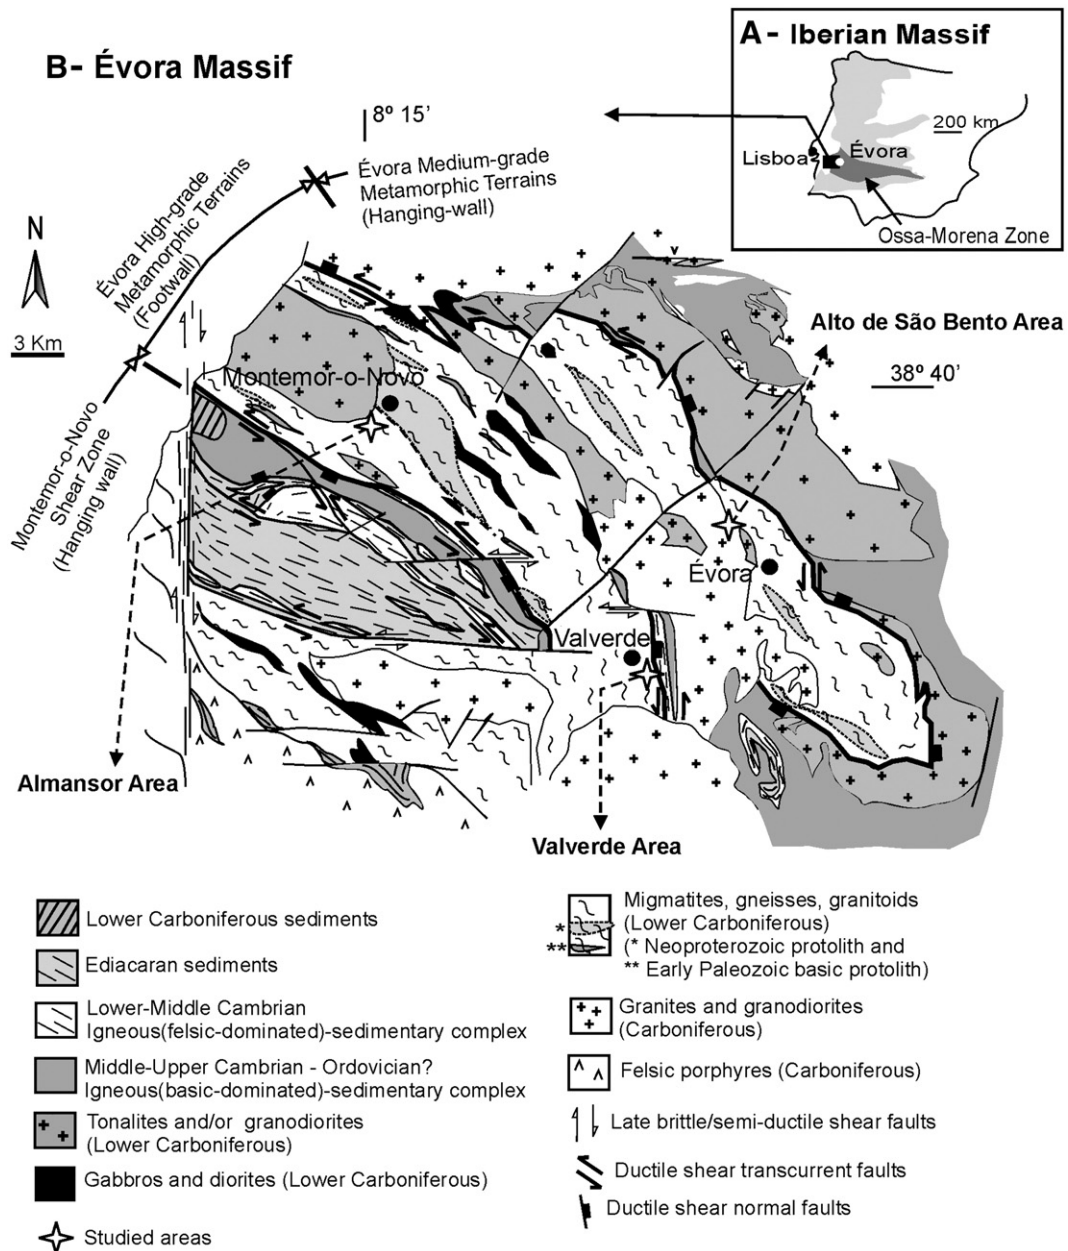 A- Iberian Massif
200 km
Lisboa
Évora
Ossa-Morena Zone
B- Évora Massif
8º 15’
Évora Medium-grade
Metamorphic Terrains
(Hanging-wall)
Évora High-grade
Metamorphic Terrains
(Footwall)
N
3 Km
Montemor-o-Novo
Shear Zone
(Hanging wall)
Alto de São Bento Area
38º 40’
Montemor-o-Novo
Évora
Valverde
Almansor Area
Valverde Area
Lower Carboniferous sediments
Ediacaran sediments
Lower-Middle Cambrian
Igneous(felsic-dominated)-sedimentary complex
Middle-Upper Cambrian - Ordovician?
Igneous(basic-dominated)-sedimentary complex
Tonalites and/or granodiorites
(Lower Carboniferous)
Gabbros and diorites (Lower Carboniferous)
Studied areas
Migmatites, gneisses, granitoids
(Lower Carboniferous)
*
(* Neoproterozoic protolith and
**
** Early Paleozoic basic protolith)
Granites and granodiorites
(Carboniferous)
Felsic porphyres (Carboniferous)
Late brittle/semi-ductile shear faults
Ductile shear transcurrent faults
Ductile shear normal faults